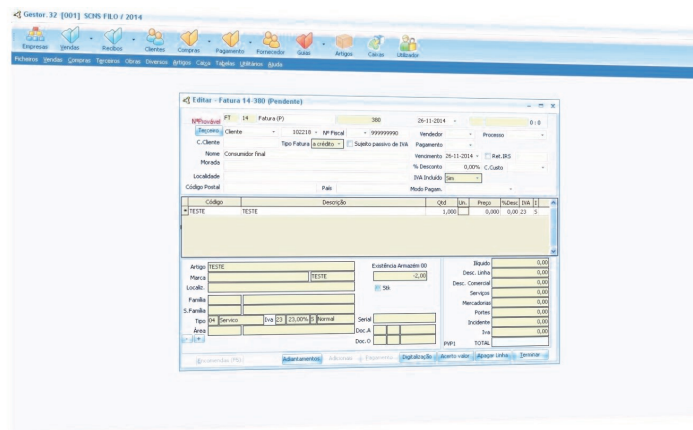 Gestor.32 [001] SCNS FILO / 2014
Empresas Vendas Recibos Clientes Compras Pagamento Fornecedor Guias Artigos Caixas Utilizador
Ficheiros Vendas Compras Terceiros Obras Diversos Artigos Caixa Tabelas Utilitários Ajuda
Editar - Fatura 14-380 (Pendente)
NºProvável FT 14 Fatura (P) 380 26-11-2014 0 : 0
Terceiro Cliente 102218 Nº Fiscal 999999990 Vendedor Processo
C.Cliente Tipo Fatura a crédito Sujeito passivo de IVA Pagamento
Nome Consumidor final Vencimento 26-11-2014 Ret.IRS
Morada % Desconto 0,00% C.Custo
Localidade IVA Incluído Sim
Código Postal País Modo Pagam.
Código Descrição Qtd Un. Preço %Desc IVA I
TESTE TESTE 1,000 0,000 0,00 23 S
Artigo TESTE Existência Armazém 00 Ilíquido 0,00
Marca TESTE -2,00 Desc. Linha 0,00
Localiz. Stk Desc. Comercial 0,00
Família Serviços 0,00
S.Família Mercadorias 0,00
Tipo 04 Servico Iva 23 23,00% S Normal Serial Portes 0,00
Área Doc.A Incidente 0,00
Doc.O Iva 0,00
PVP1 TOTAL
Adiantamentos Adicionais Pagamento Digitalização Acerto valor Apagar Linha Terminar